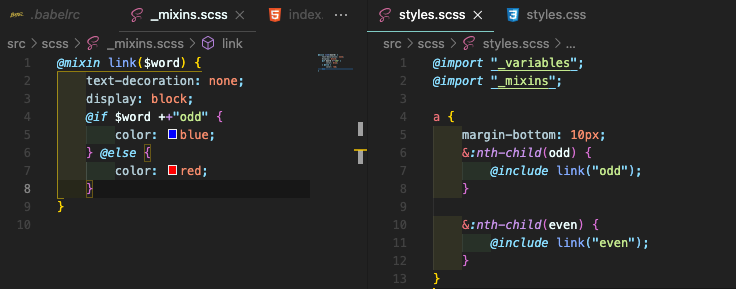 .babelrc
_mixins.scss ×
index.
...
src > scss > _mixins.scss > link
1 @mixin link($word) {
2 text-decoration: none;
3 display: block;
4 @if $word ++"odd" {
5 color: blue;
6 } @else {
7 color: red;
8 }
9 }
10
styles.scss ×
styles.css
src > scss > styles.scss > ...
1 @import "_variables";
2 @import "_mixins";
3
4 a {
5 margin-bottom: 10px;
6 &:nth-child(odd) {
7 @include link("odd");
8 }
9
10 &:nth-child(even) {
11 @include link("even");
12 }
13 }